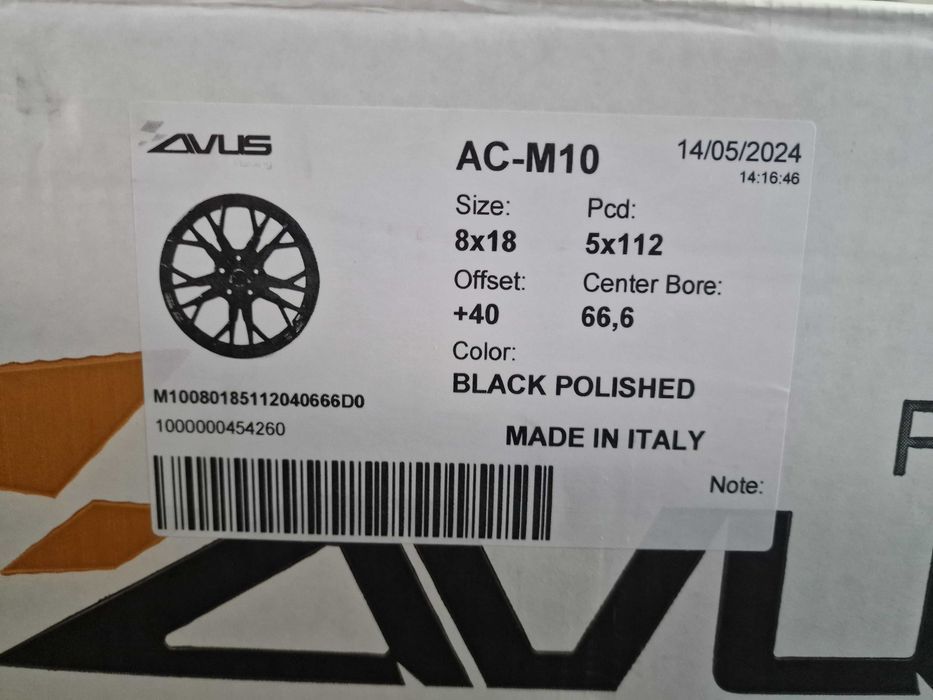 AVUS
AC-M10
14/05/2024
14:16:46
Size:
Pcd:
8x18
5x112
Offset:
Center Bore:
+40
66,6
Color:
BLACK POLISHED
M10080185112040666D0
1000000454260
MADE IN ITALY
Note: